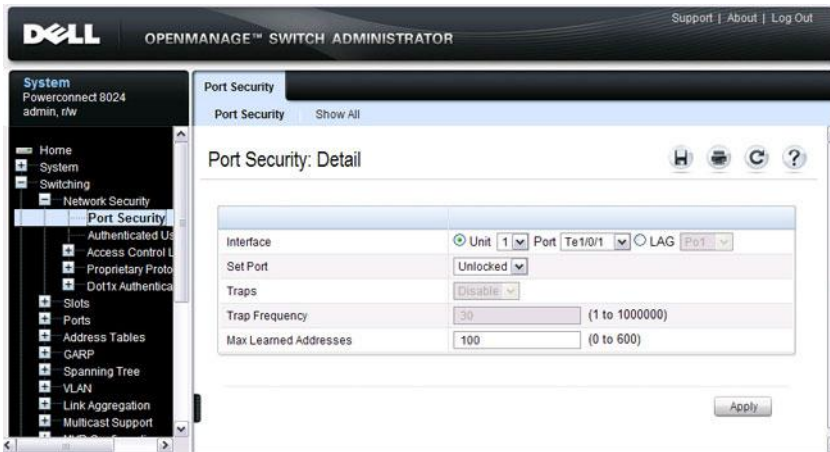 Support | About | Log Out
DELL OPENMANAGE™ SWITCH ADMINISTRATOR
System
Powerconnect 8024
admin, r/w
Home
System
Switching
Network Security
Port Security
Authenticated Us
Access Control L
Proprietary Proto
Dot1x Authentica
Slots
Ports
Address Tables
GARP
Spanning Tree
VLAN
Link Aggregation
Multicast Support
Port Security
Port Security Show All
Port Security: Detail
Interface Unit 1 Port Te1/0/1 LAG Po1
Set Port Unlocked
Traps Disable
Trap Frequency 30 (1 to 1000000)
Max Learned Addresses 100 (0 to 600)
Apply